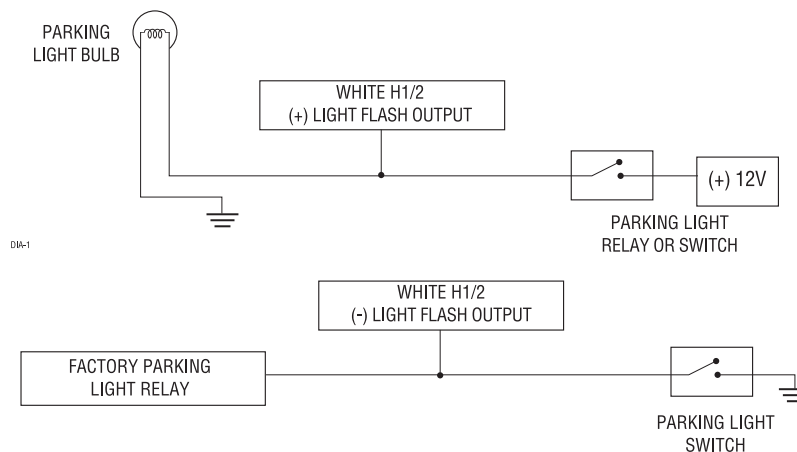 PARKING
LIGHT BULB
WHITE H1/2
(+) LIGHT FLASH OUTPUT
(+) 12V
PARKING LIGHT
RELAY OR SWITCH
DIA-1
WHITE H1/2
(-) LIGHT FLASH OUTPUT
FACTORY PARKING
LIGHT RELAY
PARKING LIGHT
SWITCH